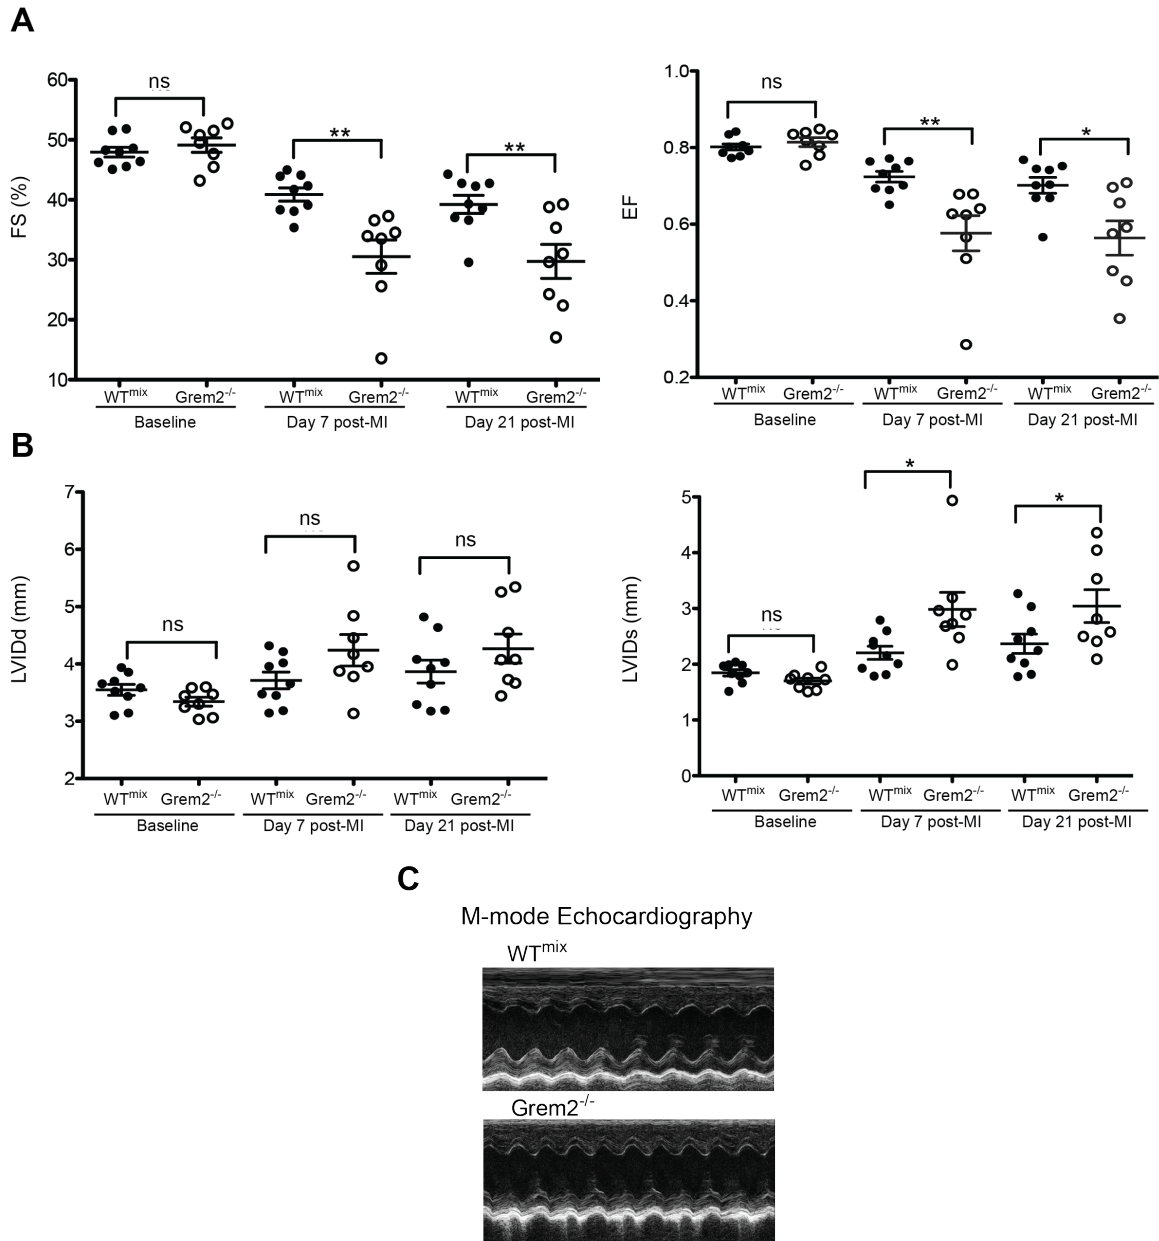 A
60
50
40
30
20
10
FS (%)
ns
**
**
WTmix Grem2-/- WTmix Grem2-/- WTmix Grem2-/-
Baseline Day 7 post-MI Day 21 post-MI
1.0
0.8
0.6
0.4
0.2
EF
ns
**
*
WTmix Grem2-/- WTmix Grem2-/- WTmix Grem2-/-
Baseline Day 7 post-MI Day 21 post-MI
B
7
6
5
4
3
2
LVIDd (mm)
ns
ns
ns
WTmix Grem2-/- WTmix Grem2-/- WTmix Grem2-/-
Baseline Day 7 post-MI Day 21 post-MI
5
4
3
2
1
0
LVIDs (mm)
ns
*
*
WTmix Grem2-/- WTmix Grem2-/- WTmix Grem2-/-
Baseline Day 7 post-MI Day 21 post-MI
C
M-mode Echocardiography
WTmix
Grem2-/-